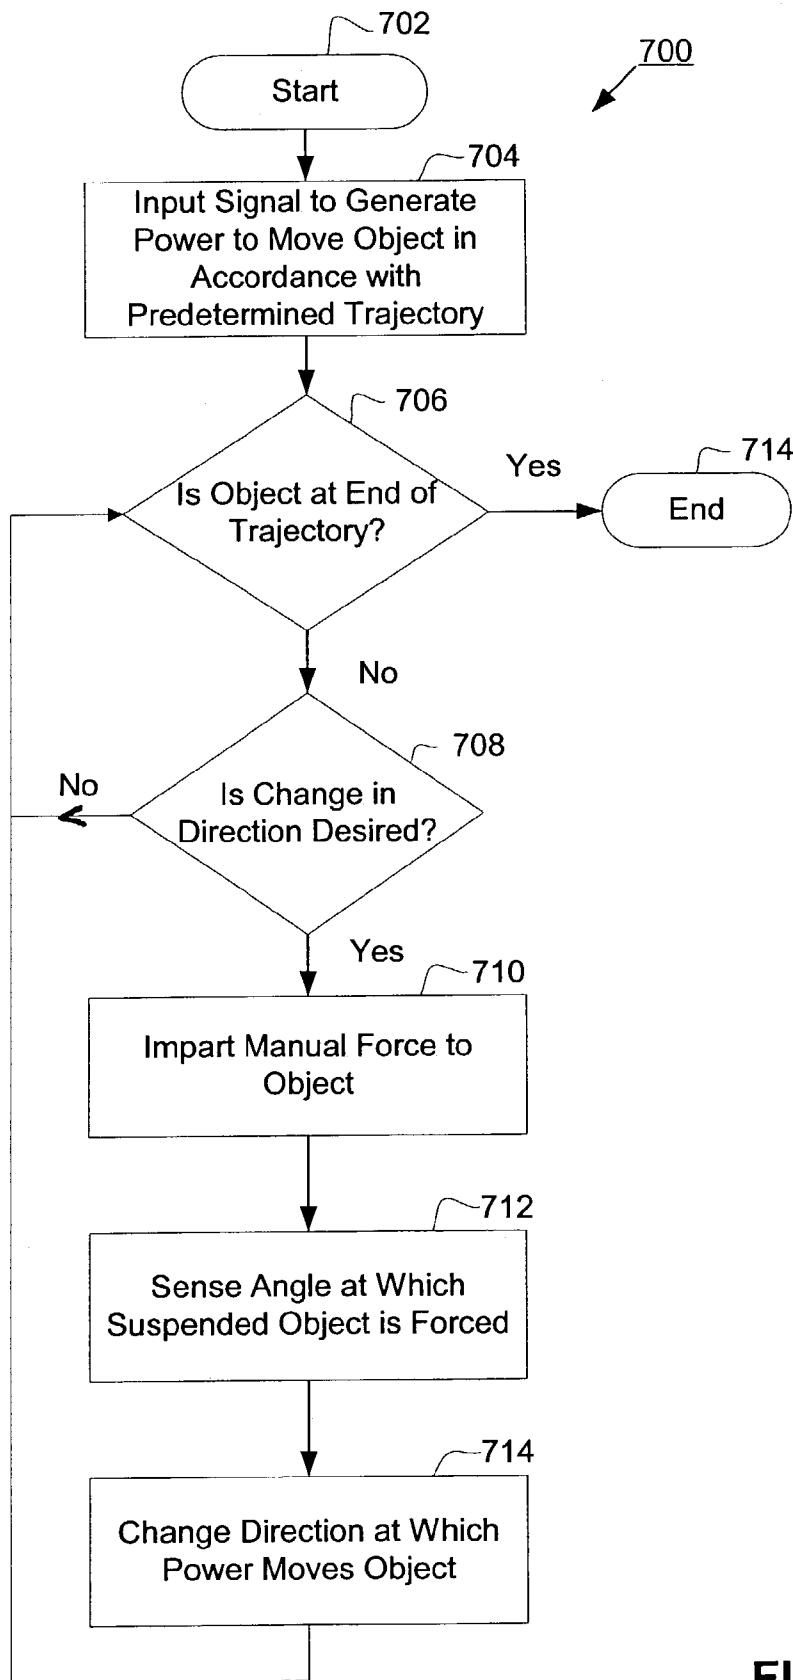 702
700
Start
704
Input Signal to Generate
Power to Move Object in
Accordance with
Predetermined Trajectory
706
Yes
714
Is Object at End of
Trajectory?
End
No
708
No
Is Change in
Direction Desired?
Yes
710
Impart Manual Force to
Object
712
Sense Angle at Which
Suspended Object is Forced
714
Change Direction at Which
Power Moves Object